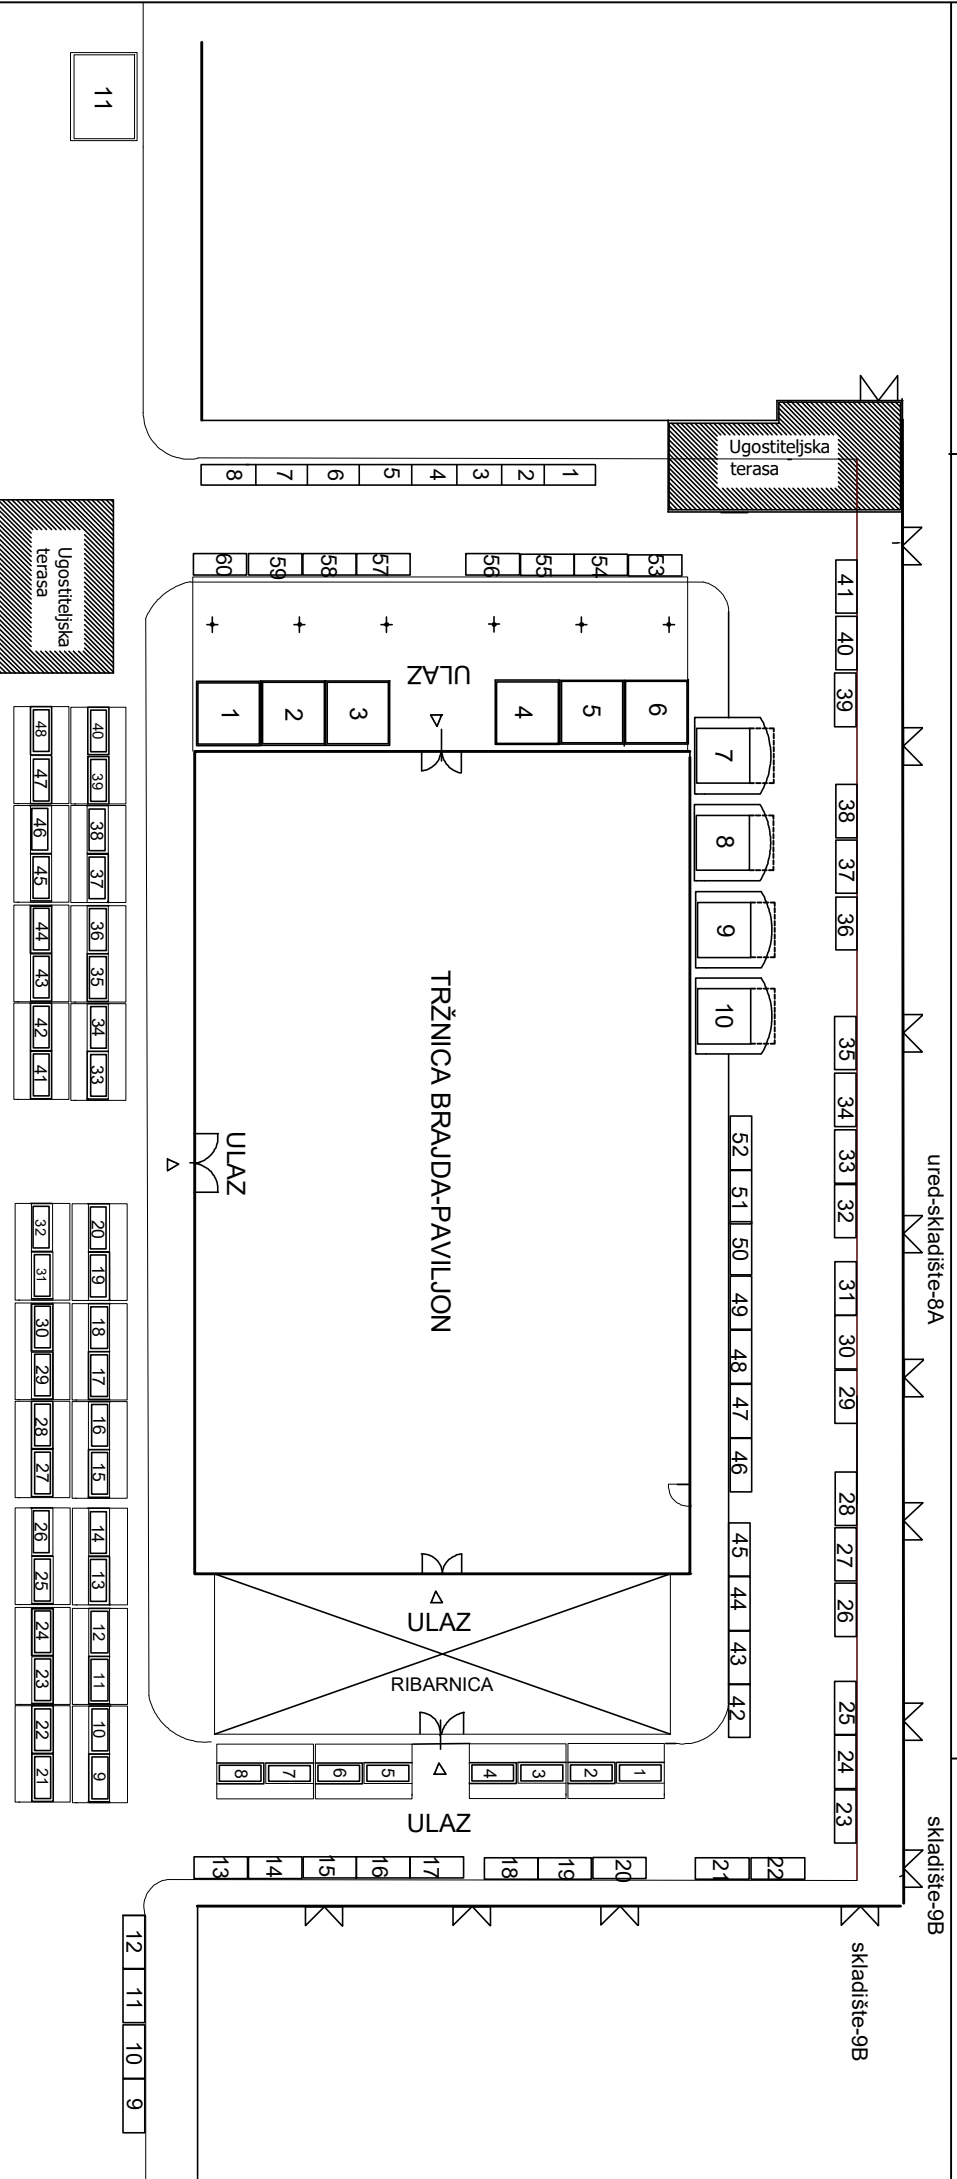 11
Ugostiteljska
terasa
8 7 6 5 4 3 2 1
Ugostiteljska
terasa
60 59 58 57 56 55 54 53
ULAZ
1 2 3 4 5 6
7
8
9
10
41 40 39
38 37 36
35 34 33 32
31 30 29
28 27 26
25 24 23
52 51 50 49 48 47 46
45 44 43 42
TRŽNICA BRAJDA-PAVILJON
ULAZ
ured-skladište-8A
40 39 38 37 36 35 34 33
48 47 46 45 44 43 42 41
20 19 18 17 16 15 14 13 12 11 10 9
32 31 30 29 28 27 26 25 24 23 22 21
ULAZ
RIBARNICA
8 7 6 5 4 3 2 1
ULAZ
13 14 15 16 17 18 19 20 21 22
skladište-9B
skladište-9B
12 11 10 9